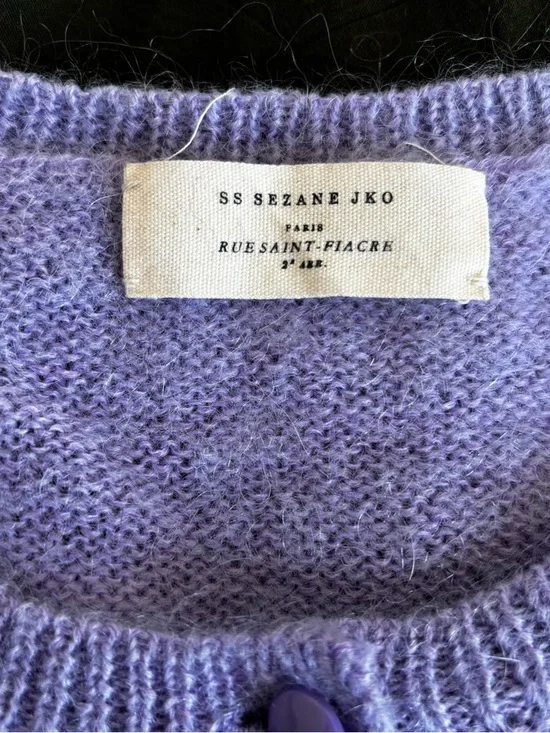 SS SEZANE JKO
PARIS
RUE SAINT-FIACRE
2ᵉ ARR.